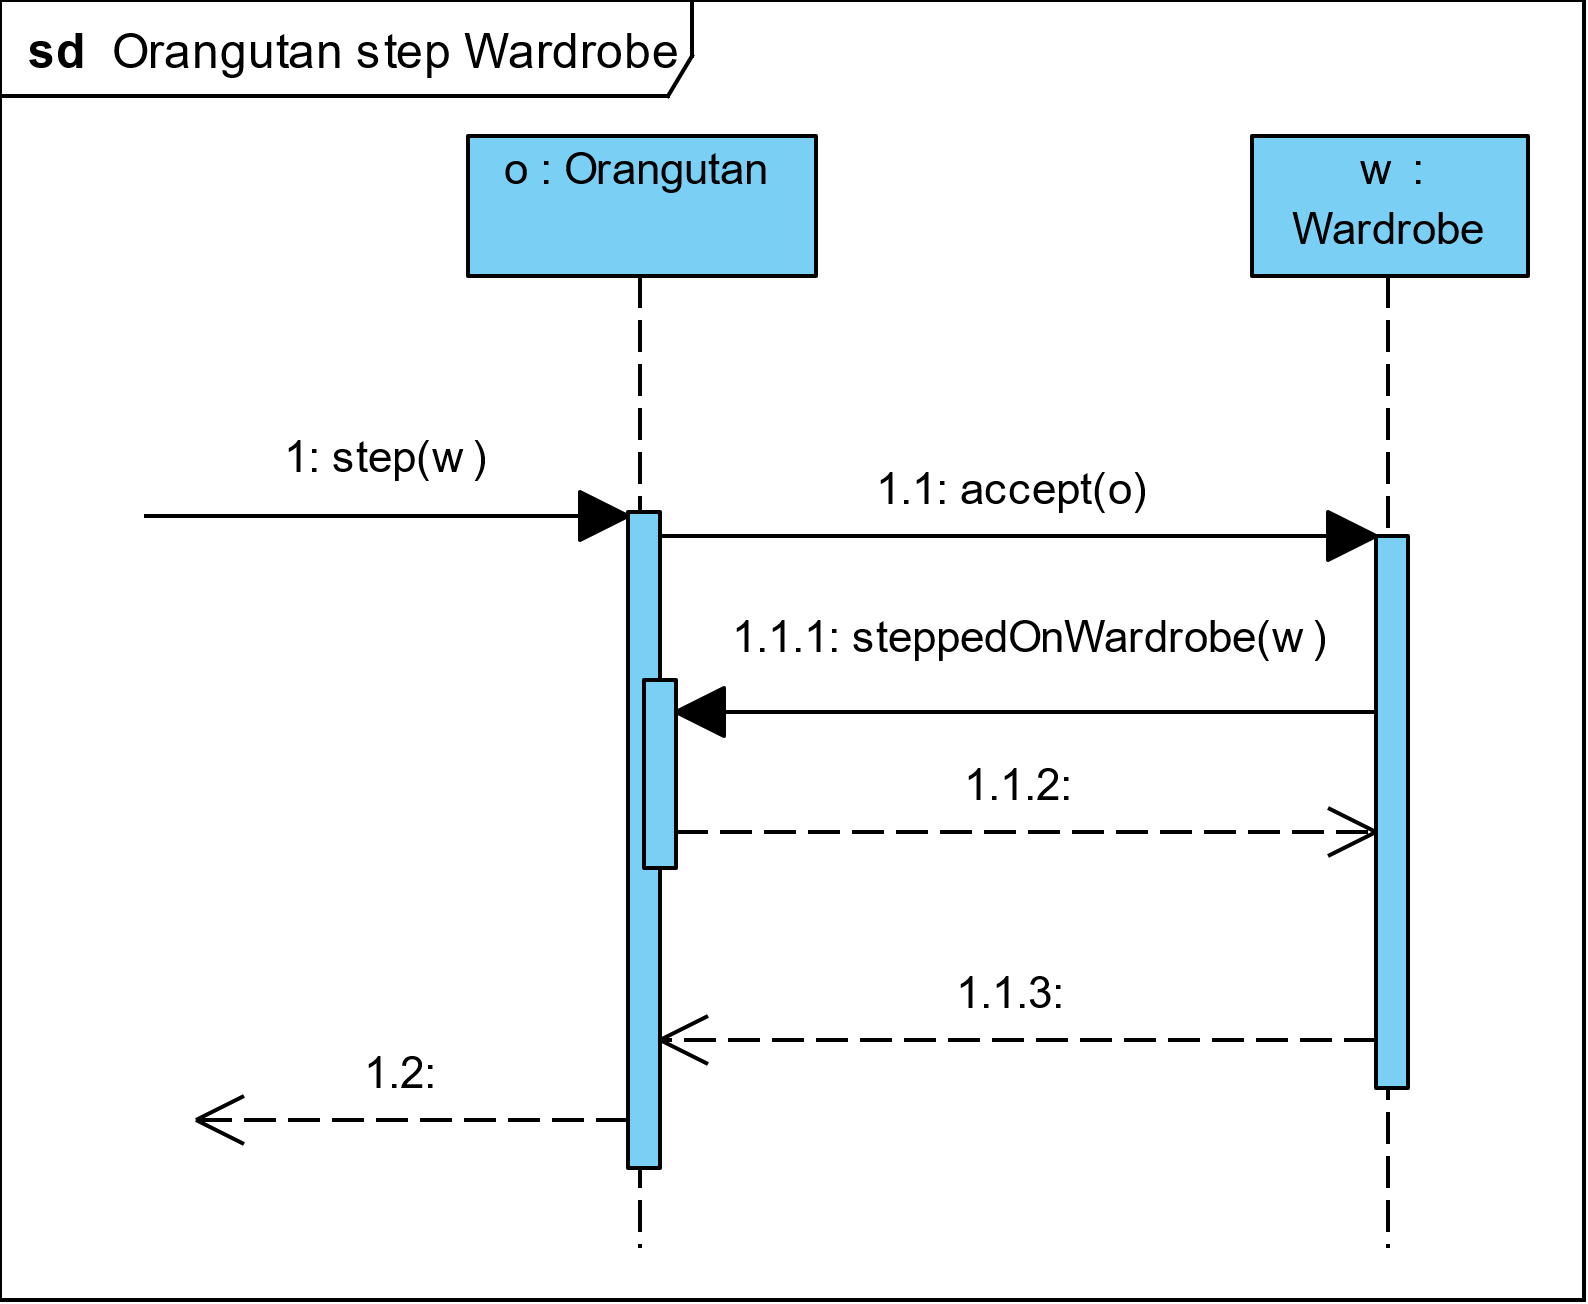 sd Orangutan step Wardrobe
o : Orangutan
w :
Wardrobe
1: step(w )
1.1: accept(o)
1.1.1: steppedOnWardrobe(w )
1.1.2:
1.1.3:
1.2: